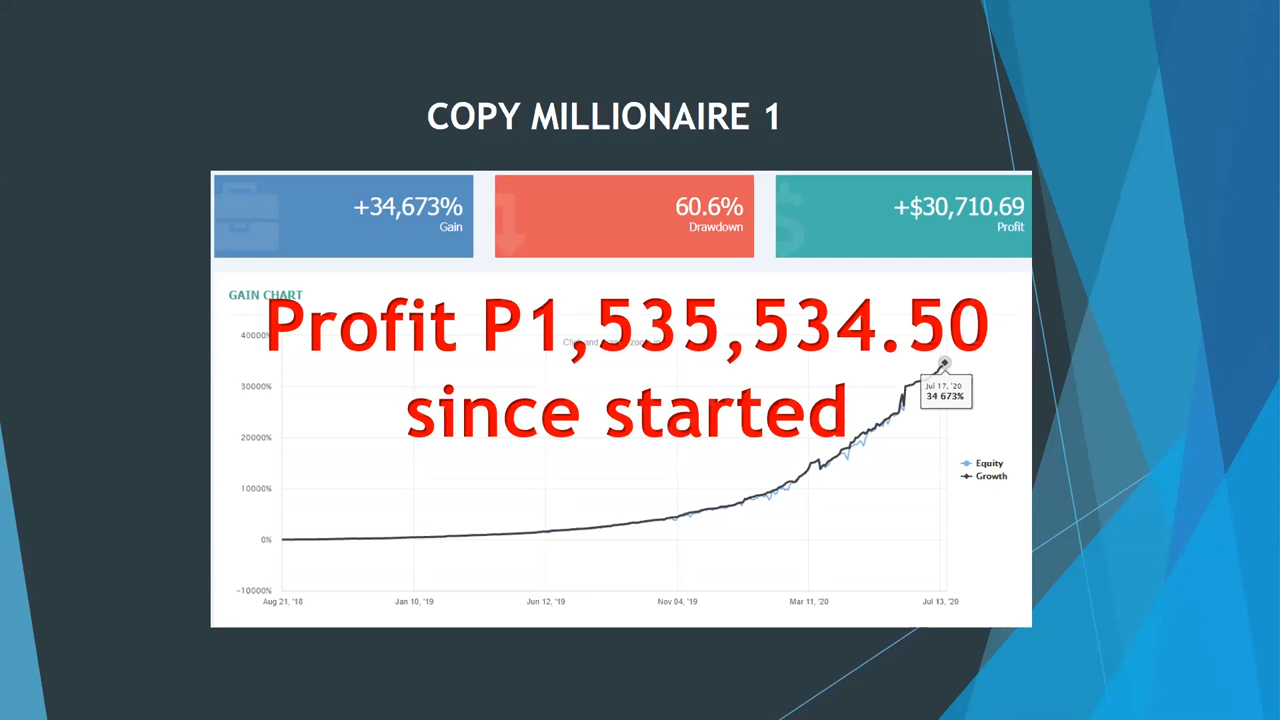 COPY MILLIONAIRE 1
+34,673%
Gain
60.6%
Drawdown
+$30,710.69
Profit
GAIN CHART
Profit P1,535,534.50
since started
40000%
30000%
20000%
10000%
0%
-10000%
Jul 17, '20
34 673%
Equity
Growth
Aug 21, '18
Jan 10, '19
Jun 12, '19
Nov 04, '19
Mar 11, '20
Jul 13, '20